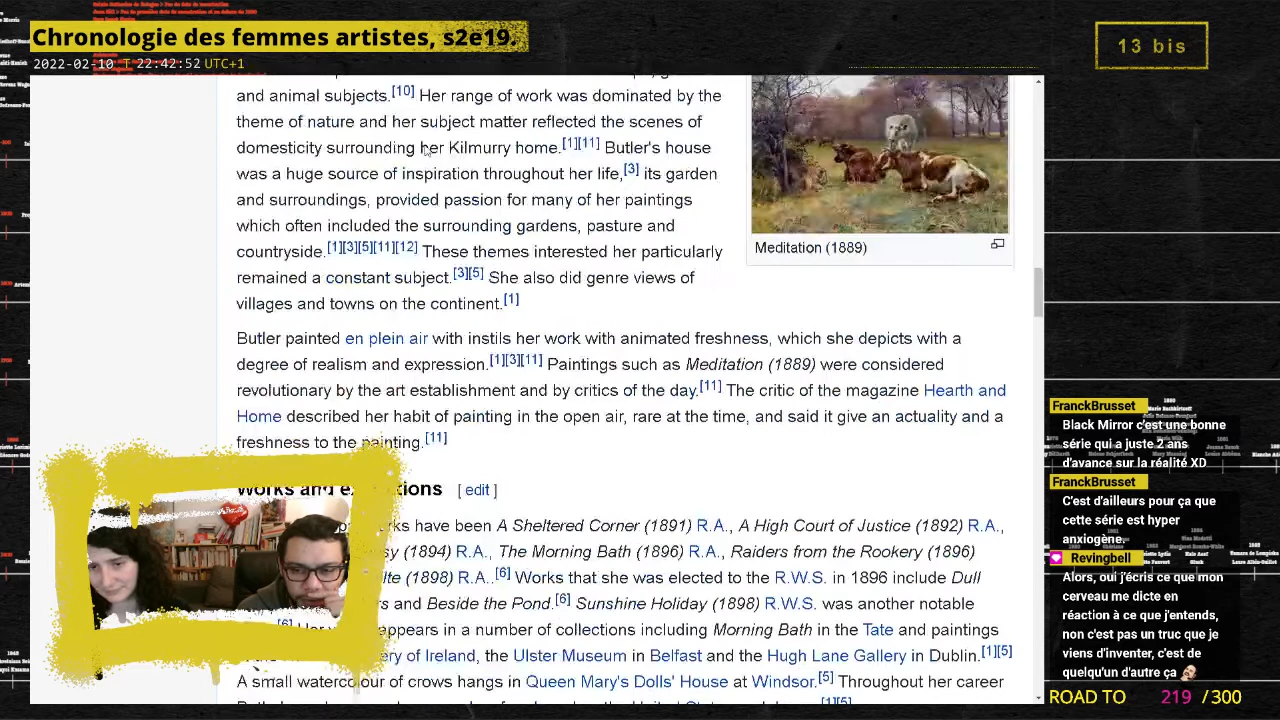 Chronologie des femmes artistes, s2e19.
2022-02-10 T 22:42:52 UTC+1
13 bis
and animal subjects.[10] Her range of work was dominated by the
theme of nature and her subject matter reflected the scenes of
domesticity surrounding her Kilmurry home.[1][11] Butler's house
was a huge source of inspiration throughout her life,[3] its garden
and surroundings, provided passion for many of her paintings
which often included the surrounding gardens, pasture and
countryside.[1][3][5][11][12] These themes interested her particularly
remained a constant subject.[3][5] She also did genre views of
villages and towns on the continent.[1]
Meditation (1889)
Butler painted en plein air with instils her work with animated freshness, which she depicts with a
degree of realism and expression.[1][3][11] Paintings such as Meditation (1889) were considered
revolutionary by the art establishment and by critics of the day.[11] The critic of the magazine Hearth and
Home described her habit of painting in the open air, rare at the time, and said it give an actuality and a
freshness to the painting.[11]
Works and ex tions [ edit ]
rks have been A Sheltered Corner (1891) R.A., A High Court of Justice (1892) R.A.,
sy (1894) R.A., The Morning Bath (1896) R.A., Raiders from the Rookery (1896)
lte (1898) R.A..[6] Works that she was elected to the R.W.S. in 1896 include Dull
rs and Beside the Pond.[6] Sunshine Holiday (1898) R.W.S. was another notable
[6] appears in a number of collections including Morning Bath in the Tate and paintings
ery of Ireland, the Ulster Museum in Belfast and the Hugh Lane Gallery in Dublin.[1][5]
A small watercolour of crows hangs in Queen Mary's Dolls' House at Windsor.[5] Throughout her career
FranckBrusset
Black Mirror c'est une bonne
série qui a juste 2 ans
d'avance sur la réalité XD
FranckBrusset
C'est d'ailleurs pour ça que
cette série est hyper
anxiogène.
Revingbell
Alors, oui j'écris ce que mon
cerveau me dicte en
réaction à ce que j'entends,
non c'est pas un truc que je
viens d'inventer, c'est de
quelqu'un d'autre ça
ROAD TO 219 / 300